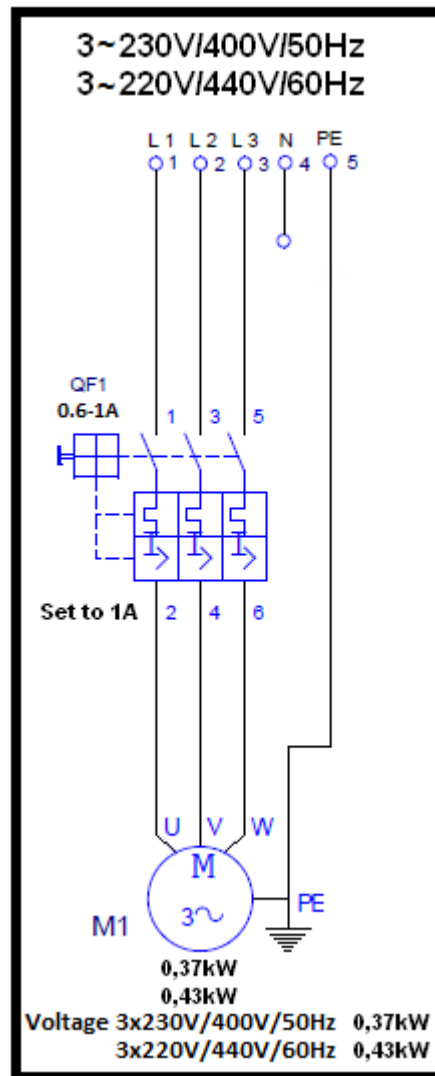 3~230V/400V/50Hz
3~220V/440V/60Hz
L1 L2 L3 N PE
1 2 3 4 5
QF1
0.6-1A
1 3 5
I> I> I>
Set to 1A 2 4 6
U V W
M
3~
M1
PE
0,37kW
0,43kW
Voltage 3x230V/400V/50Hz 0,37kW
3x220V/440V/60Hz 0,43kW